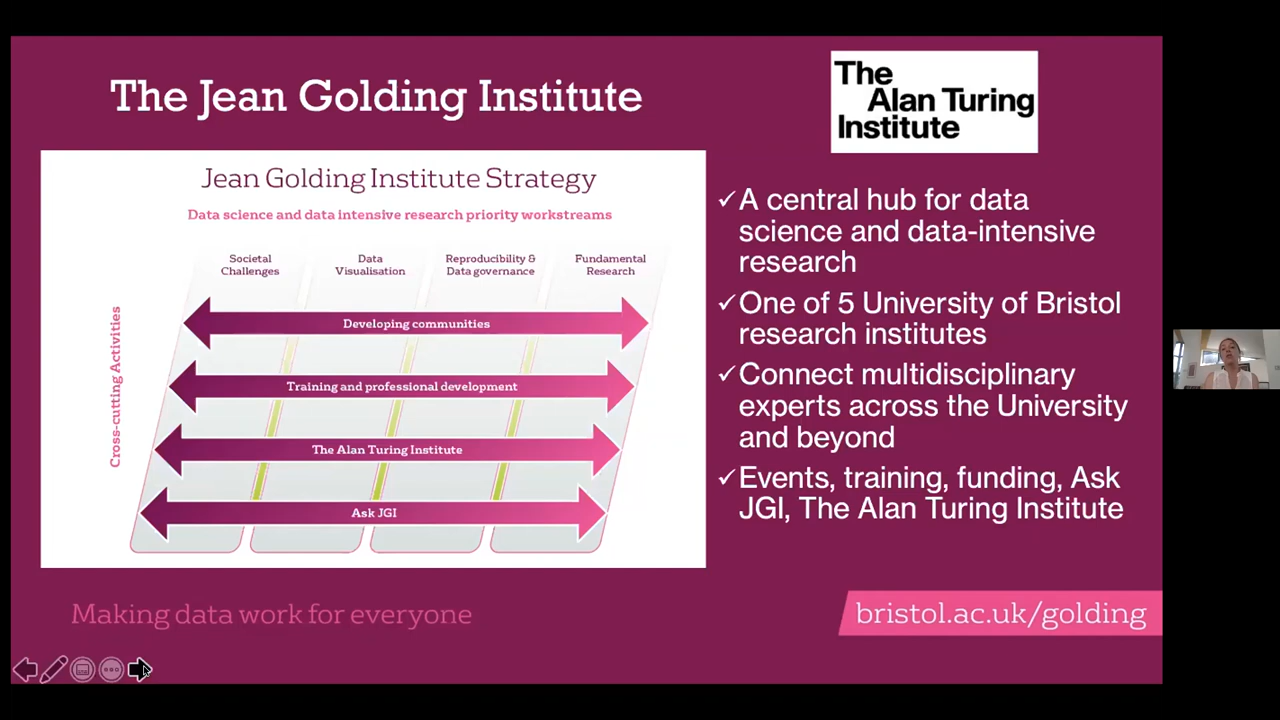 The Jean Golding Institute
The
Alan Turing
Institute
Jean Golding Institute Strategy
Data science and data intensive research priority workstreams
Societal
Challenges
Data
Visualisation
Reproducibility &
Data governance
Fundamental
Research
Cross-cutting Activities
Developing communities
Training and professional development
The Alan Turing Institute
Ask JGI
✓A central hub for data
science and data-intensive
research
✓One of 5 University of Bristol
research institutes
✓Connect multidisciplinary
experts across the University
and beyond
✓Events, training, funding, Ask
JGI, The Alan Turing Institute
Making data work for everyone
bristol.ac.uk/golding